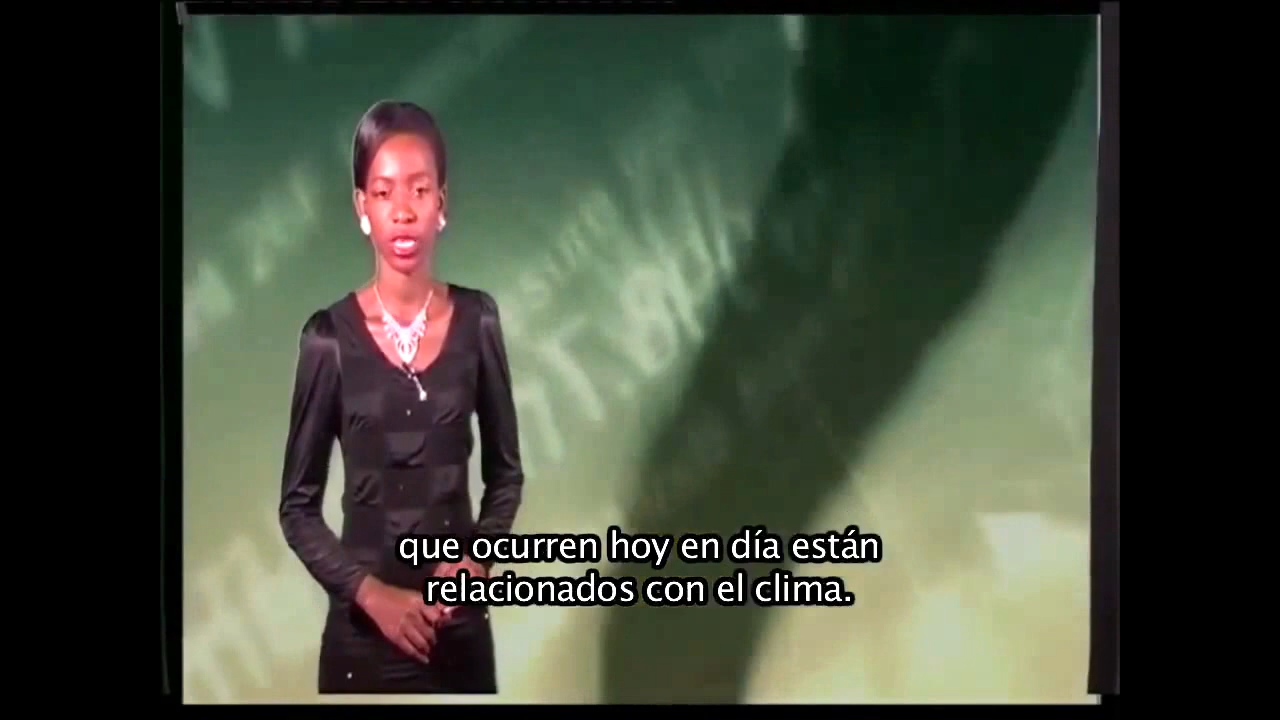 que ocurren hoy en día están
relacionados con el clima.